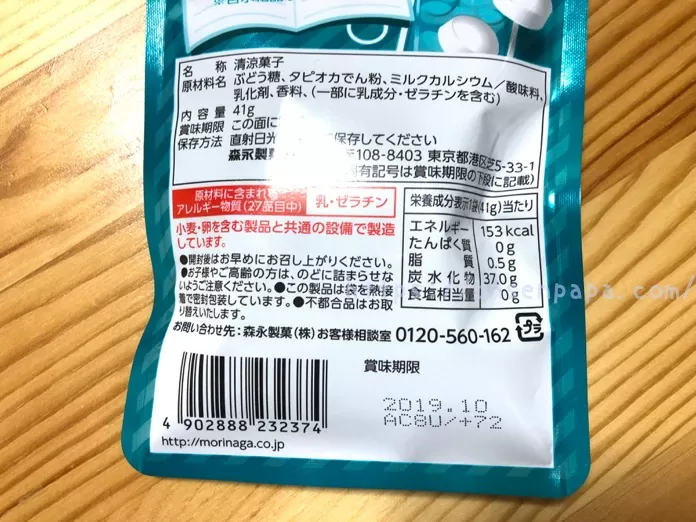 名　称 清涼菓子
原材料名 ぶどう糖、タピオカでん粉、ミルクカルシウム／酸味料、
乳化剤、香料、(一部に乳成分・ゼラチンを含む)
内容量 41g
賞味期限 この面に
保存方法 直射日光 保存してください
森永製菓 〒108-8403 東京都港区芝5-33-1
有記号は賞味期限の下段に記載)
原材料に含まれる
アレルギー物質(27品目中) 乳・ゼラチン
小麦・卵を含む製品と共通の設備で製造
しています。
●開封後はお早めにお召し上がりください。
●お子様やご高齢の方は、のどに詰まらせな
いようご注意ください。●この製品は袋を熱接
着で密封包装しています。●不都合品はお取
り替えいたします。
栄養成分表示1袋(41g)当たり
エネルギー 153kcal
たんぱく質 0g
脂質 0.5g
炭水化物 37.0g
食塩相当量 0g
お問い合わせ先：森永製菓(株)お客様相談室 0120-560-162
プラ
賞味期限
2019.10
AC8U/+72
4 902888 232374
http://morinaga.co.jp
enpapa.com/